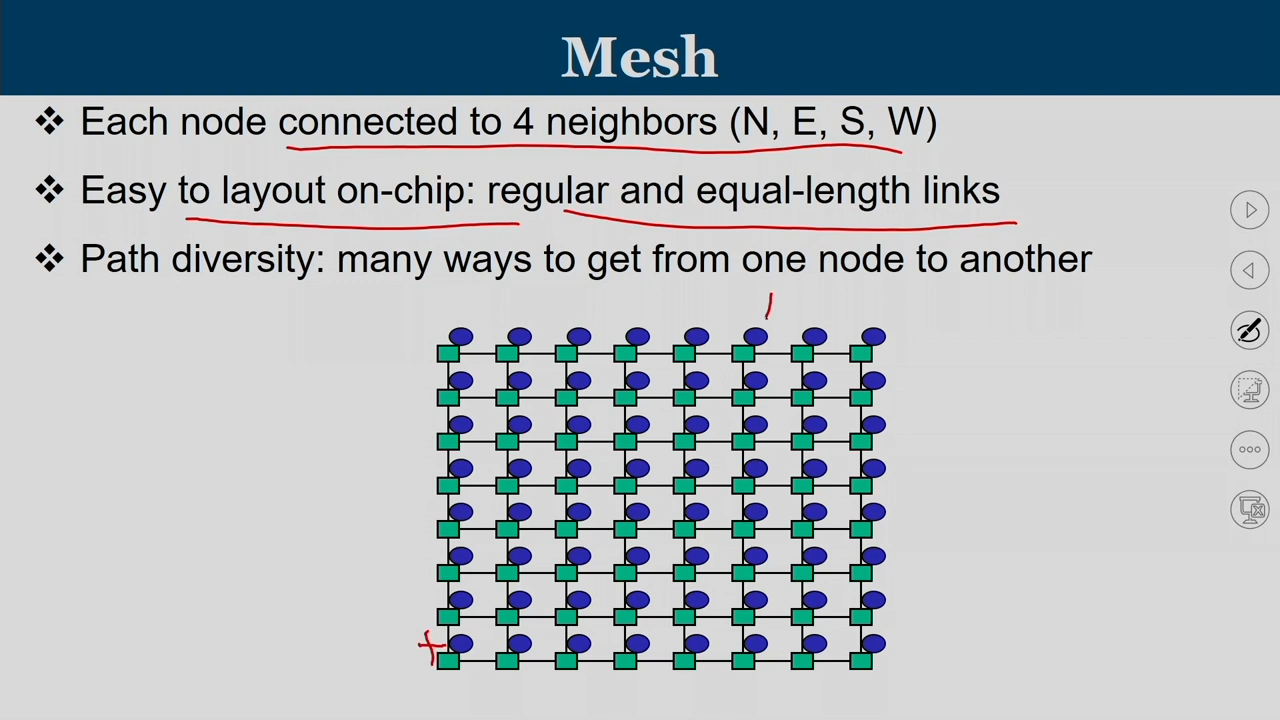 Mesh
❖ Each node connected to 4 neighbors (N, E, S, W)
❖ Easy to layout on-chip: regular and equal-length links
❖ Path diversity: many ways to get from one node to another